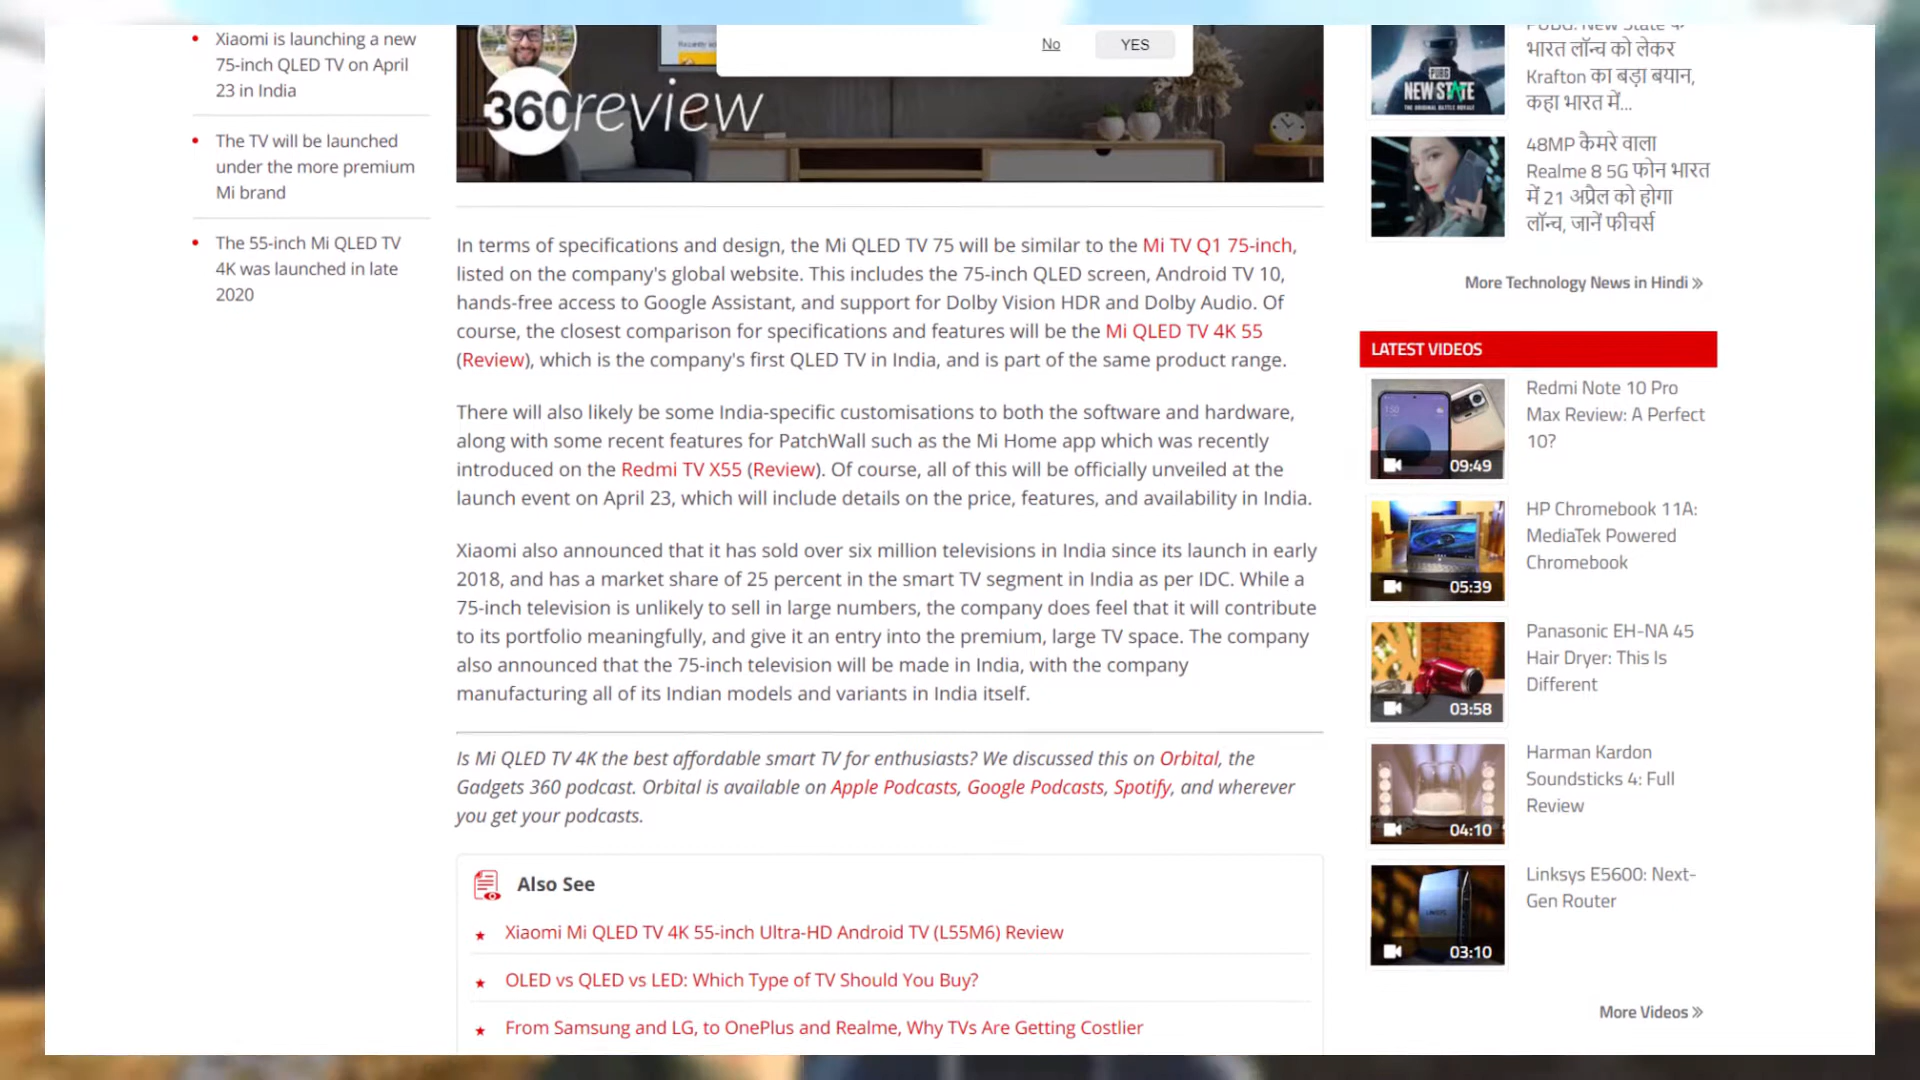 Xiaomi is launching a new
75-inch QLED TV on April
23 in India
The TV will be launched
under the more premium
Mi brand
The 55-inch Mi QLED TV
4K was launched in late
2020
No
YES
360review
In terms of specifications and design, the Mi QLED TV 75 will be similar to the Mi TV Q1 75-inch,
listed on the company's global website. This includes the 75-inch QLED screen, Android TV 10,
hands-free access to Google Assistant, and support for Dolby Vision HDR and Dolby Audio. Of
course, the closest comparison for specifications and features will be the Mi QLED TV 4K 55
(Review), which is the company's first QLED TV in India, and is part of the same product range.
There will also likely be some India-specific customisations to both the software and hardware,
along with some recent features for PatchWall such as the Mi Home app which was recently
introduced on the Redmi TV X55 (Review). Of course, all of this will be officially unveiled at the
launch event on April 23, which will include details on the price, features, and availability in India.
Xiaomi also announced that it has sold over six million televisions in India since its launch in early
2018, and has a market share of 25 percent in the smart TV segment in India as per IDC. While a
75-inch television is unlikely to sell in large numbers, the company does feel that it will contribute
to its portfolio meaningfully, and give it an entry into the premium, large TV space. The company
also announced that the 75-inch television will be made in India, with the company
manufacturing all of its Indian models and variants in India itself.
Is Mi QLED TV 4K the best affordable smart TV for enthusiasts? We discussed this on Orbital, the
Gadgets 360 podcast. Orbital is available on Apple Podcasts, Google Podcasts, Spotify, and wherever
you get your podcasts.
Also See
Xiaomi Mi QLED TV 4K 55-inch Ultra-HD Android TV (L55M6) Review
OLED vs QLED vs LED: Which Type of TV Should You Buy?
From Samsung and LG, to OnePlus and Realme, Why TVs Are Getting Costlier
PUBG
NEW STATE
PUBG: New State के
भारत लॉन्च को लेकर
Krafton का बड़ा बयान,
कहा भारत में...
48MP कैमरे वाला
Realme 8 5G फोन भारत
में 21 अप्रैल को होगा
लॉन्च, जानें फीचर्स
More Technology News in Hindi »
LATEST VIDEOS
09:49
Redmi Note 10 Pro
Max Review: A Perfect
10?
05:39
HP Chromebook 11A:
MediaTek Powered
Chromebook
03:58
Panasonic EH-NA 45
Hair Dryer: This Is
Different
04:10
Harman Kardon
Soundsticks 4: Full
Review
03:10
Linksys E5600: Next-
Gen Router
More Videos »